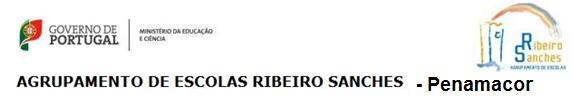 GOVERNO DE
PORTUGAL
MINISTÉRIO DA EDUCAÇÃO
E CIÊNCIA
Ribeiro
Sanches
AGRUPAMENTO DE ESCOLAS
AGRUPAMENTO DE ESCOLAS RIBEIRO SANCHES - Penamacor